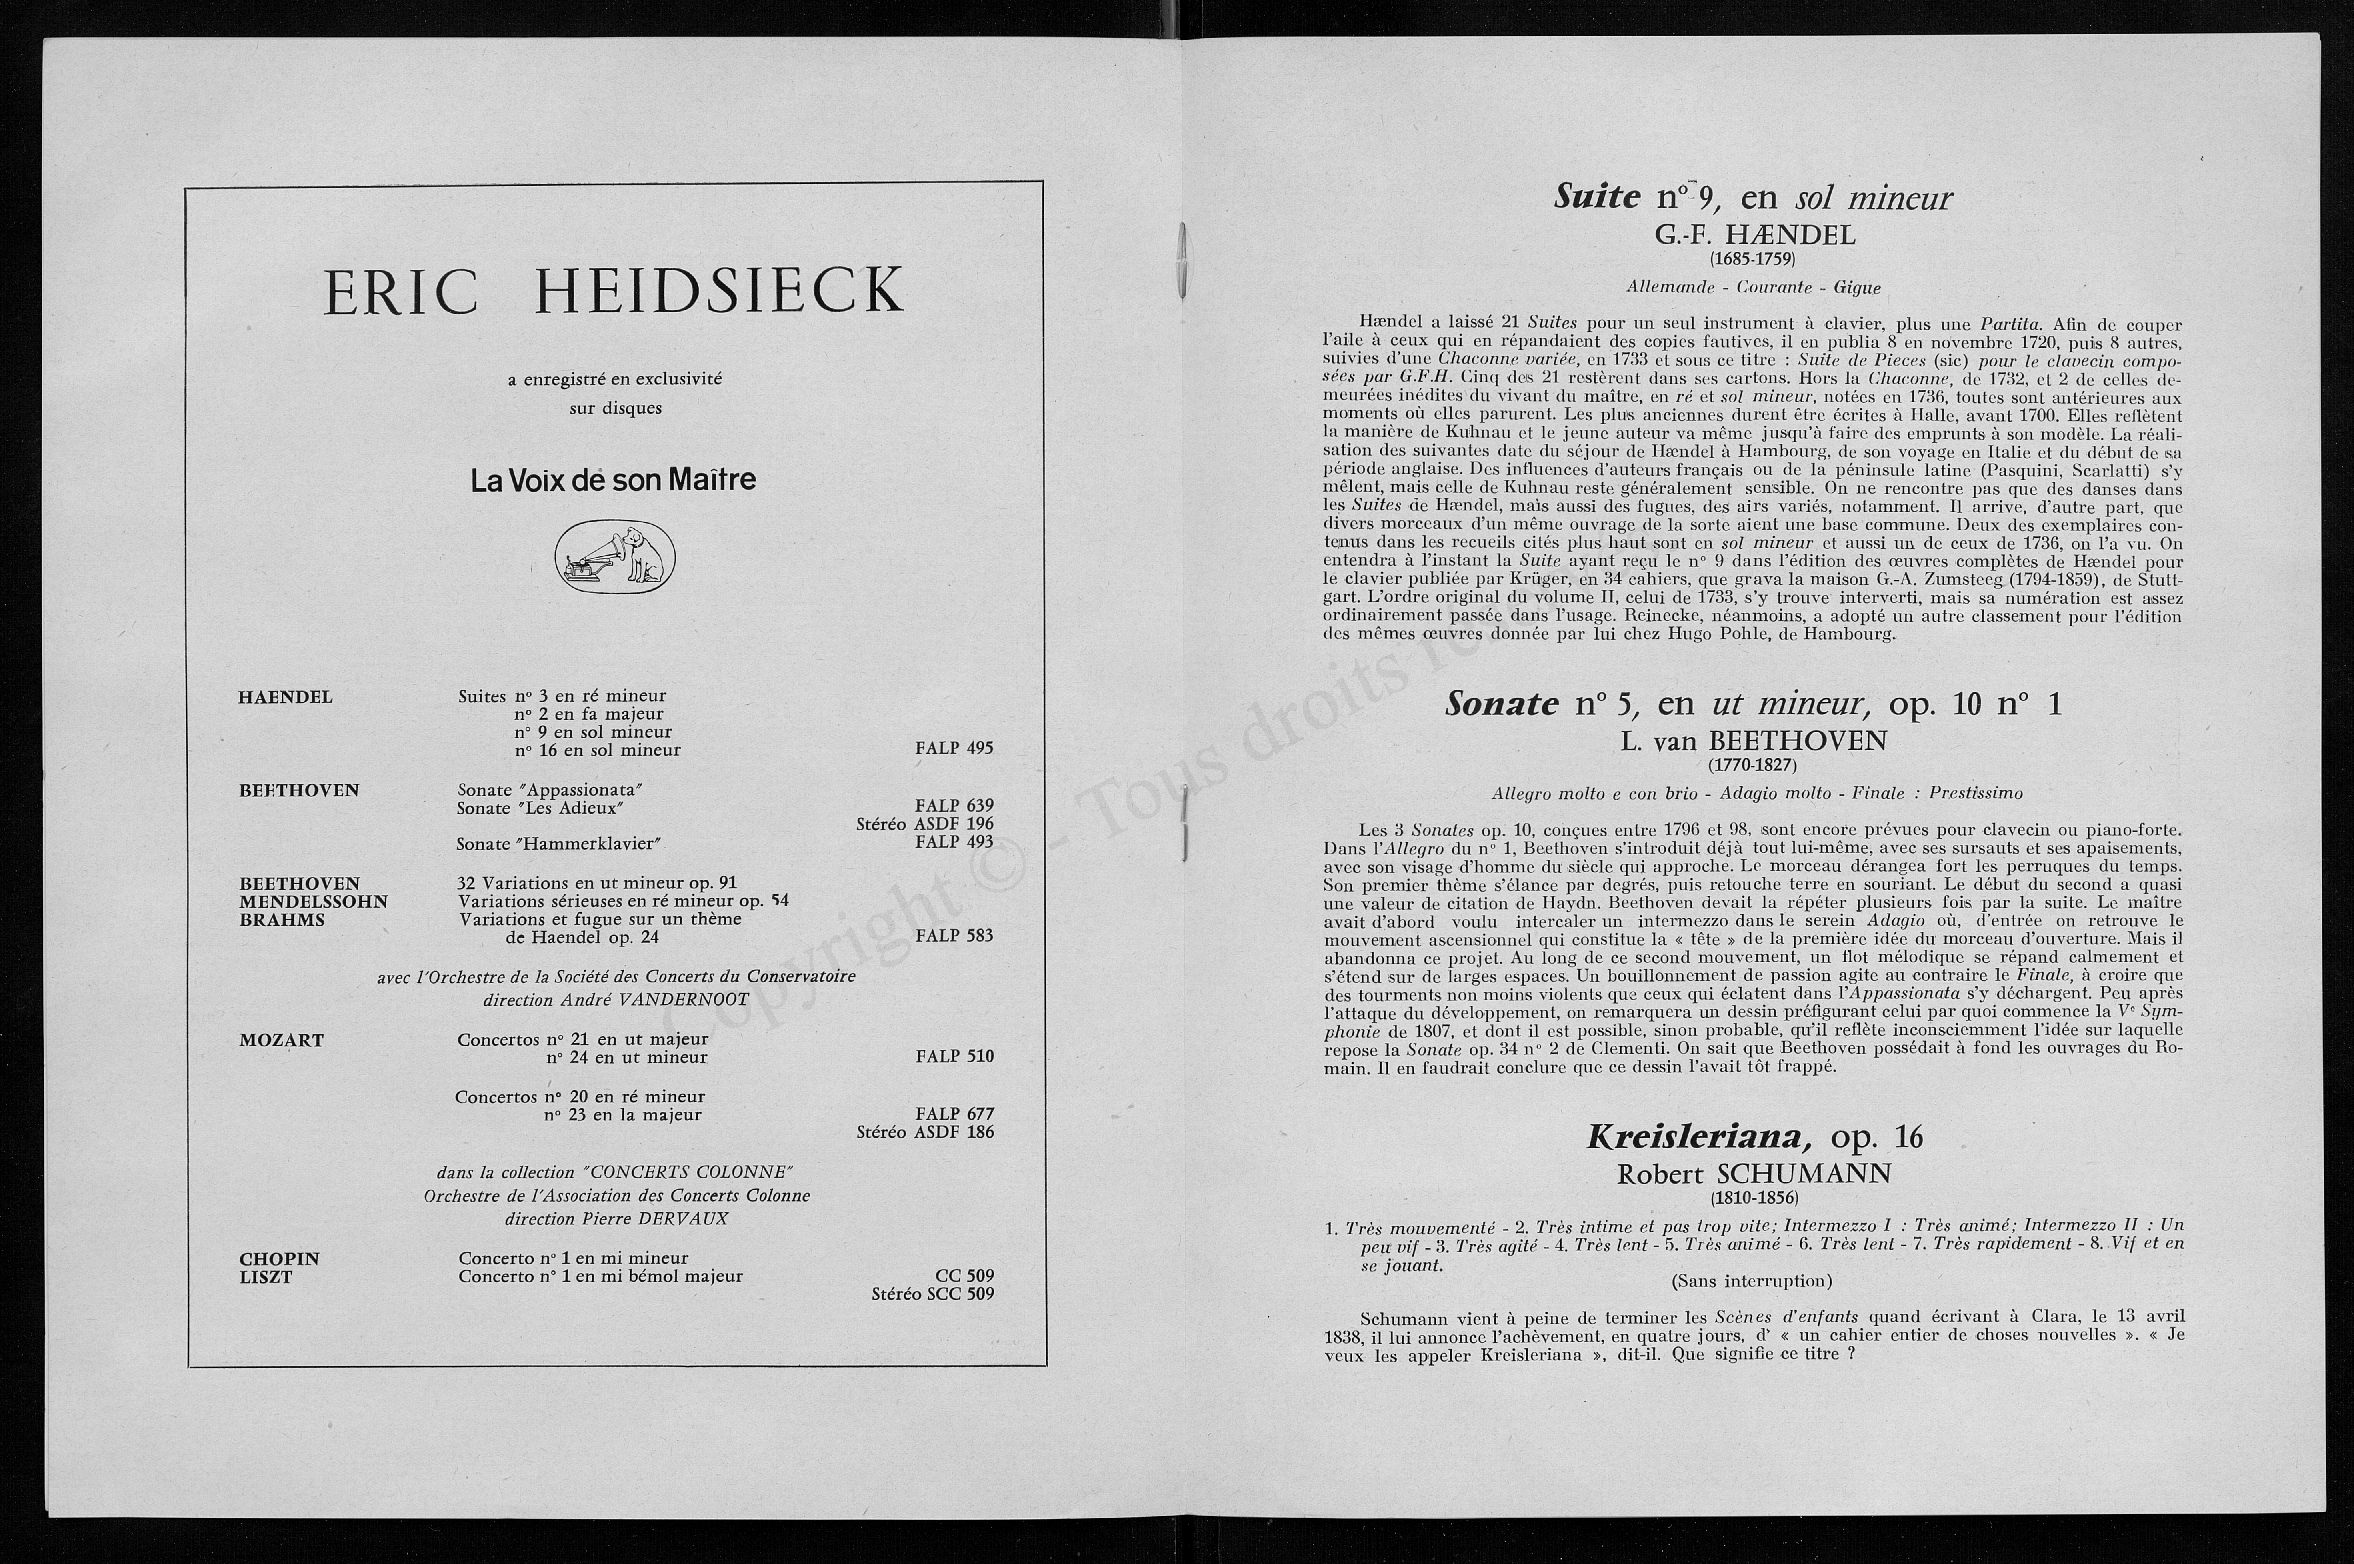 ERIC HEIDSIECK
a enregistré en exclusivité
sur disques
La Voix de son Maître
HAENDEL Suites nº 3 en ré mineur
nº 2 en fa majeur
nº 9 en sol mineur
nº 16 en sol mineur FALP 495
BEETHOVEN Sonate "Appassionata"
Sonate "Les Adieux" FALP 639
Stéréo ASDF 196
Sonate "Hammerklavier" FALP 493
BEETHOVEN 32 Variations en ut mineur op. 91
MENDELSSOHN Variations sérieuses en ré mineur op. 54
BRAHMS Variations et fugue sur un thème
de Haendel op. 24 FALP 583
avec l'Orchestre de la Société des Concerts du Conservatoire
direction André VANDERNOOT
MOZART Concertos nº 21 en ut majeur
nº 24 en ut mineur FALP 510
Concertos nº 20 en ré mineur
nº 23 en la majeur FALP 677
Stéréo ASDF 186
dans la collection "CONCERTS COLONNE"
Orchestre de l'Association des Concerts Colonne
direction Pierre DERVAUX
CHOPIN Concerto nº 1 en mi mineur
LISZT Concerto nº 1 en mi bémol majeur CC 509
Stéréo SCC 509
Suite nº 9, en sol mineur
G.-F. HÆNDEL
(1685-1759)
Allemande - Courante - Gigue
Hændel a laissé 21 Suites pour un seul instrument à clavier, plus une Partita. Afin de couper
l'aile à ceux qui en répandaient des copies fautives, il en publia 8 en novembre 1720, puis 8 autres,
suivies d'une Chaconne variée, en 1733 et sous ce titre : Suite de Pieces (sic) pour le clavecin compo-
sées par G.F.H. Cinq des 21 restèrent dans ses cartons. Hors la Chaconne, de 1732, et 2 de celles de-
meurées inédites du vivant du maître, en ré et sol mineur, notées en 1736, toutes sont antérieures aux
moments où elles parurent. Les plus anciennes durent être écrites à Halle, avant 1700. Elles reflètent
la manière de Kuhnau et le jeune auteur va même jusqu'à faire des emprunts à son modèle. La réali-
sation des suivantes date du séjour de Hændel à Hambourg, de son voyage en Italie et du début de sa
période anglaise. Des influences d'auteurs français ou de la péninsule latine (Pasquini, Scarlatti) s'y
mêlent, mais celle de Kuhnau reste généralement sensible. On ne rencontre pas que des danses dans
les Suites de Hændel, mais aussi des fugues, des airs variés, notamment. Il arrive, d'autre part, que
divers morceaux d'un même ouvrage de la sorte aient une base commune. Deux des exemplaires con-
tenus dans les recueils cités plus haut sont en sol mineur et aussi un de ceux de 1736, on l'a vu. On
entendra à l'instant la Suite ayant reçu le nº 9 dans l'édition des œuvres complètes de Hændel pour
le clavier publiée par Krüger, en 34 cahiers, que grava la maison G.-A. Zumsteeg (1794-1859), de Stutt-
gart. L'ordre original du volume II, celui de 1733, s'y trouve interverti, mais sa numération est assez
ordinairement passée dans l'usage. Reinecke, néanmoins, a adopté un autre classement pour l'édition
des mêmes œuvres donnée par lui chez Hugo Pohle, de Hambourg.
Sonate nº 5, en ut mineur, op. 10 nº 1
L. van BEETHOVEN
(1770-1827)
Allegro molto e con brio - Adagio molto - Finale : Prestissimo
Les 3 Sonates op. 10, conçues entre 1796 et 98, sont encore prévues pour clavecin ou piano-forte.
Dans l'Allegro du nº 1, Beethoven s'introduit déjà tout lui-même, avec ses sursauts et ses apaisements,
avec son visage d'homme du siècle qui approche. Le morceau dérangea fort les perruques du temps.
Son premier thème s'élance par degrés, puis retouche terre en souriant. Le début du second a quasi
une valeur de citation de Haydn. Beethoven devait la répéter plusieurs fois par la suite. Le maître
avait d'abord voulu intercaler un intermezzo dans le serein Adagio où, d'entrée on retrouve le
mouvement ascensionnel qui constitue la « tête » de la première idée du morceau d'ouverture. Mais il
abandonna ce projet. Au long de ce second mouvement, un flot mélodique se répand calmement et
s'étend sur de larges espaces. Un bouillonnement de passion agite au contraire le Finale, à croire que
des tourments non moins violents que ceux qui éclatent dans l'Appassionata s'y déchargent. Peu après
l'attaque du développement, on remarquera un dessin préfigurant celui par quoi commence la Ve Sym-
phonie de 1807, et dont il est possible, sinon probable, qu'il reflète inconsciemment l'idée sur laquelle
repose la Sonate op. 34 nº 2 de Clementi. On sait que Beethoven possédait à fond les ouvrages du Ro-
main. Il en faudrait conclure que ce dessin l'avait tôt frappé.
Kreisleriana, op. 16
Robert SCHUMANN
(1810-1856)
1. Très mouvementé - 2. Très intime et pas trop vite; Intermezzo I : Très animé; Intermezzo II : Un
peu vif - 3. Très agité - 4. Très lent - 5. Très animé - 6. Très lent - 7. Très rapidement - 8. Vif et en
se jouant.
(Sans interruption)
Schumann vient à peine de terminer les Scènes d'enfants quand écrivant à Clara, le 13 avril
1838, il lui annonce l'achèvement, en quatre jours, d' « un cahier entier de choses nouvelles ». « Je
veux les appeler Kreisleriana », dit-il. Que signifie ce titre ?
Copyright © - Tous droits réservés